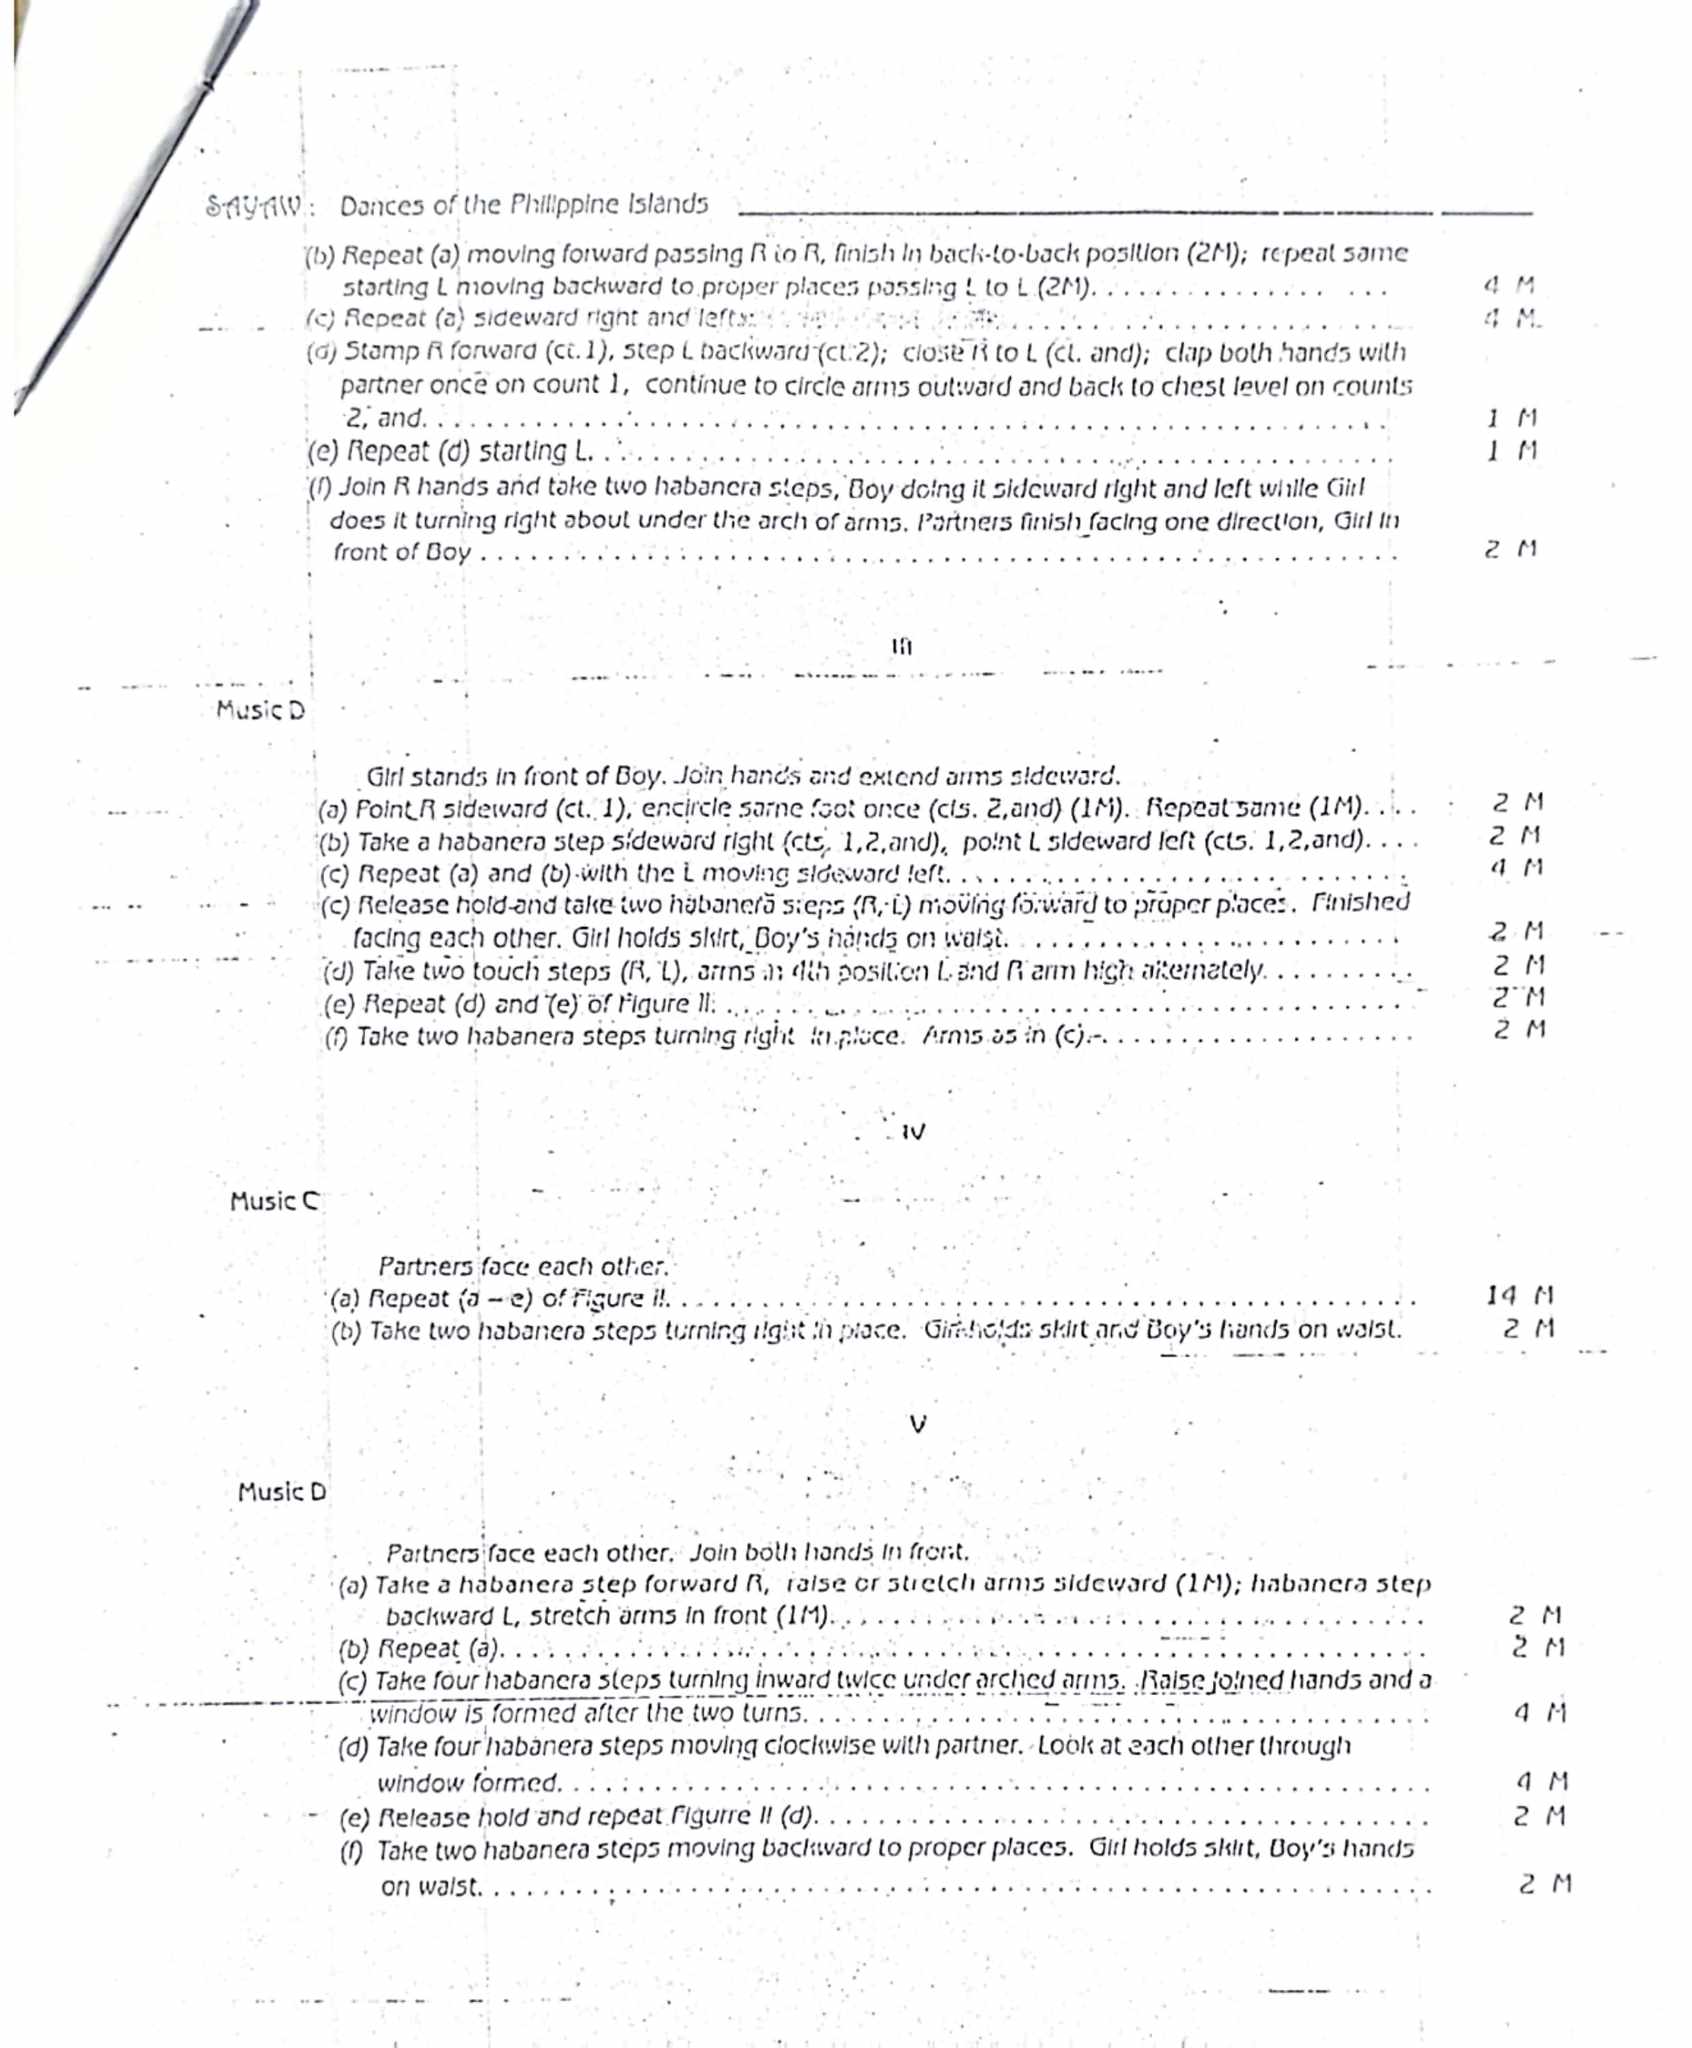 SAYAW: Dances of the Philippine Islands
(b) Repeat (a) moving forward passing R to R, finish in back-to-back position (2M); repeat same
starting L moving backward to proper places passing L to L (2M). . . . . . . . . . . . . . . . . . 4 M
(c) Repeat (a) sideward right and left . . . . . . . . . . . . . . . . . . 4 M
(d) Stamp R forward (ct.1), step L backward (ct.2); close R to L (ct. and); clap both hands with
partner once on count 1, continue to circle arms outward and back to chest level on counts
2, and. . . . . . . . . . . . . . . . . . 1 M
(e) Repeat (d) starting L. . . . . . . . . . . . . . . . . . 1 M
(f) Join R hands and take two habanera steps, Boy doing it sideward right and left while Girl
does it turning right about under the arch of arms. Partners finish facing one direction, Girl in
front of Boy . . . . . . . . . . . . . . . . . . 2 M
III
Music D
Girl stands in front of Boy. Join hands and extend arms sideward.
(a) Point R sideward (ct. 1), encircle same foot once (cts. 2,and) (1M). Repeat same (1M). . . . 2 M
(b) Take a habanera step sideward right (cts. 1,2,and), point L sideward left (cts. 1,2,and). . . . 2 M
(c) Repeat (a) and (b) with the L moving sideward left. . . . . . . . . . . . . . . . . . 4 M
(c) Release hold and take two habanera steps (R, L) moving forward to proper places. Finished
facing each other. Girl holds skirt, Boy's hands on waist. . . . . . . . . . . . . . . . . . 2 M
(d) Take two touch steps (R, L), arms in 4th position L and R arm high alternately. . . . . . . . . . 2 M
(e) Repeat (d) and (e) of Figure II. . . . . . . . . . . . . . . . . . 2 M
(f) Take two habanera steps turning right in place. Arms as in (c). . . . . . . . . . . . . . . . . . 2 M
IV
Music C
Partners face each other.
(a) Repeat (a – e) of Figure II. . . . . . . . . . . . . . . . . . 14 M
(b) Take two habanera steps turning right in place. Girl holds skirt and Boy's hands on waist. 2 M
V
Music D
Partners face each other. Join both hands in front.
(a) Take a habanera step forward R, raise or stretch arms sideward (1M); habanera step
backward L, stretch arms in front (1M). . . . . . . . . . . . . . . . . . 2 M
(b) Repeat (a). . . . . . . . . . . . . . . . . . 2 M
(c) Take four habanera steps turning inward twice under arched arms. Raise joined hands and a
window is formed after the two turns. . . . . . . . . . . . . . . . . . 4 M
(d) Take four habanera steps moving clockwise with partner. Look at each other through
window formed. . . . . . . . . . . . . . . . . . 4 M
(e) Release hold and repeat Figurre II (d). . . . . . . . . . . . . . . . . . 2 M
(f) Take two habanera steps moving backward to proper places. Girl holds skirt, Boy's hands
on waist. . . . . . . . . . . . . . . . . . 2 M